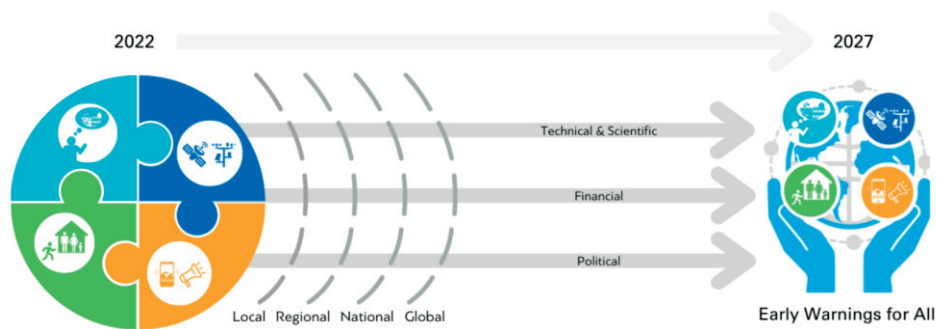 2022
2027
Technical & Scientific
Financial
Political
Local Regional National Global
Early Warnings for All